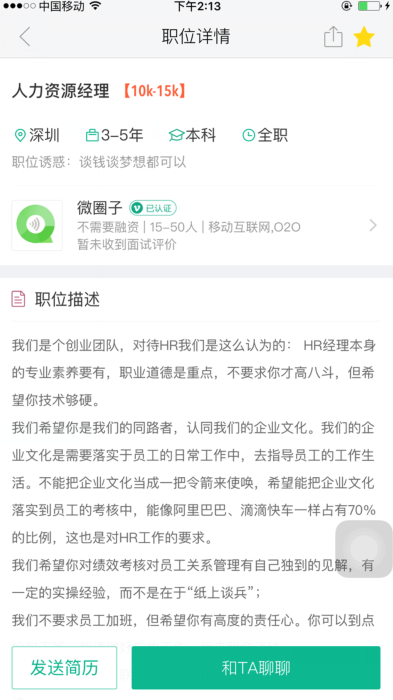 中国移动
下午2:13
职位详情
人力资源经理 【10k-15k】
深圳 3-5年 本科 全职
职位诱惑：谈钱谈梦想都可以
微圈子 已认证
不需要融资 | 15-50人 | 移动互联网,O2O
暂未收到面试评价
职位描述
我们是个创业团队，对待HR我们是这么认为的： HR经理本身
的专业素养要有，职业道德是重点，不要求你才高八斗，但希
望你技术够硬。
我们希望你是我们的同路者，认同我们的企业文化。我们的企
业文化是需要落实于员工的日常工作中，去指导员工的工作生
活。不能把企业文化当成一把令箭来使唤，希望能把企业文化
落实到员工的考核中，能像阿里巴巴、滴滴快车一样占有70%
的比例，这也是对HR工作的要求。
我们希望你对绩效考核对员工关系管理有自己独到的见解，有
一定的实操经验，而不是在于“纸上谈兵”；
我们不要求员工加班，但希望你有高度的责任心。你可以到点
发送简历
和TA聊聊